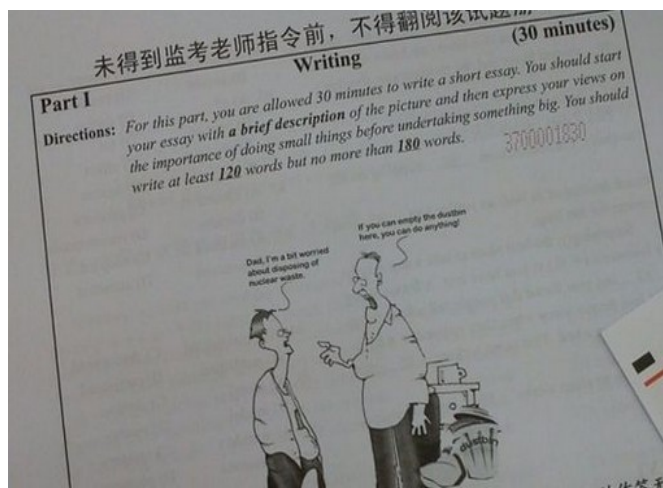 未得到监考老师指令前，不得翻阅该试题册
Part I
Writing
(30 minutes)
Directions: For this part, you are allowed 30 minutes to write a short essay. You should start
your essay with a brief description of the picture and then express your views on
the importance of doing small things before undertaking something big. You should
write at least 120 words but no more than 180 words.
3700001830
Dad, I'm a bit worried
about disposing of
nuclear waste.
If you can empty the dustbin
here, you can do anything!
dustbin